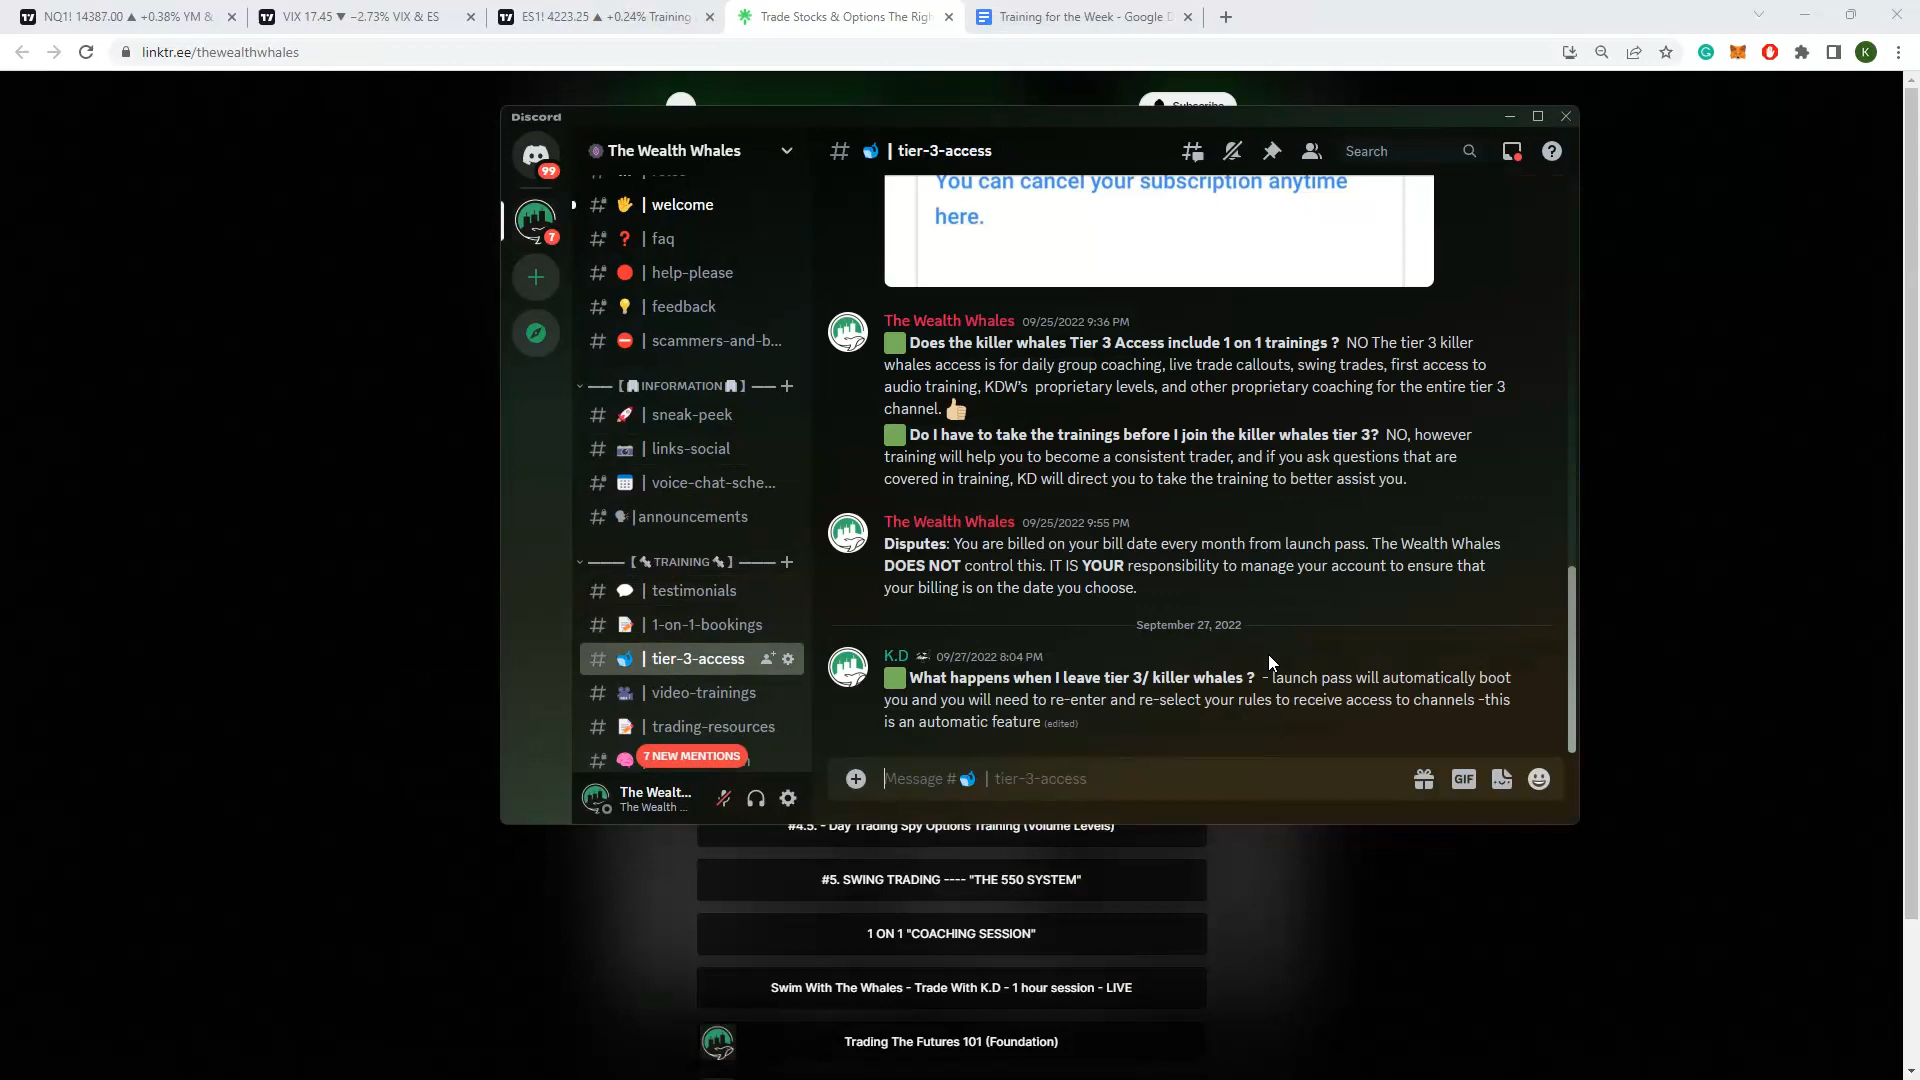 NQ1! 14387.00 ▲ +0.38% YM &
VIX 17.45 ▼ −2.73% VIX & ES
ES1! 4223.25 ▲ +0.24% Training
Trade Stocks & Options The Righ
Training for the Week - Google D
K
linktr.ee/thewealthwhales
Subscribe
Discord
99
7
The Wealth Whales
welcome
faq
help-please
feedback
scammers-and-b...
[ INFORMATION ]
sneak-peek
links-social
voice-chat-sche...
announcements
[ TRAINING ]
testimonials
1-on-1-bookings
tier-3-access
video-trainings
trading-resources
7 NEW MENTIONS
The Wealt...
The Wealth ...
tier-3-access
Search
You can cancel your subscription anytime
here.
The Wealth Whales 09/25/2022 9:36 PM
Does the killer whales Tier 3 Access include 1 on 1 trainings ? NO The tier 3 killer
whales access is for daily group coaching, live trade callouts, swing trades, first access to
audio training, KDW's proprietary levels, and other proprietary coaching for the entire tier 3
channel.
Do I have to take the trainings before I join the killer whales tier 3? NO, however
training will help you to become a consistent trader, and if you ask questions that are
covered in training, KD will direct you to take the training to better assist you.
The Wealth Whales 09/25/2022 9:55 PM
Disputes: You are billed on your bill date every month from launch pass. The Wealth Whales
DOES NOT control this. IT IS YOUR responsibility to manage your account to ensure that
your billing is on the date you choose.
September 27, 2022
K.D 09/27/2022 8:04 PM
What happens when I leave tier 3/ killer whales ? - launch pass will automatically boot
you and you will need to re-enter and re-select your rules to receive access to channels -this
is an automatic feature (edited)
Message # | tier-3-access
GIF
#4.5. - Day Trading Spy Options Training (Volume Levels)
#5. SWING TRADING ---- "THE 550 SYSTEM"
1 ON 1 "COACHING SESSION"
Swim With The Whales - Trade With K.D - 1 hour session - LIVE
Trading The Futures 101 (Foundation)